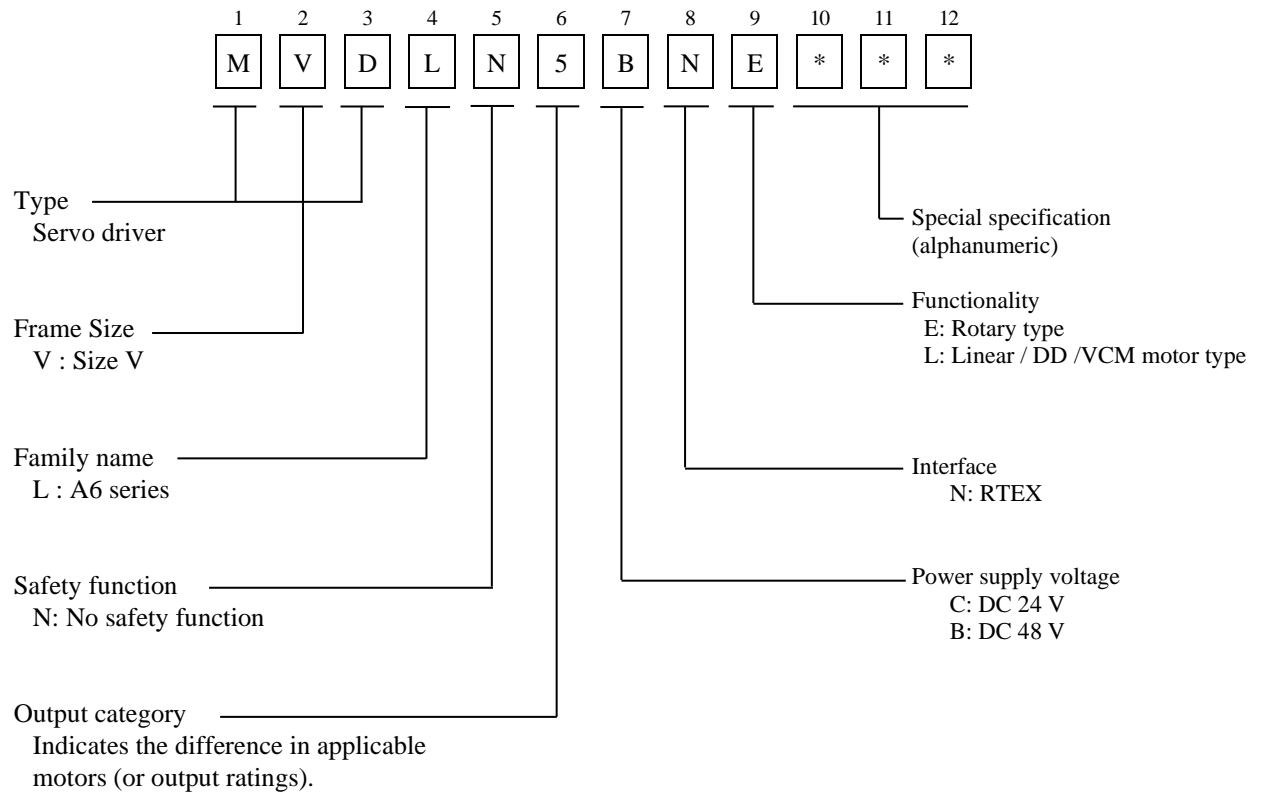 1 2 3 4 5 6 7 8 9 10 11 12
M V D L N 5 B N E * * *
Type
Servo driver
Frame Size
V : Size V
Family name
L : A6 series
Safety function
N: No safety function
Output category
Indicates the difference in applicable
motors (or output ratings).
Special specification
(alphanumeric)
Functionality
E: Rotary type
L: Linear / DD /VCM motor type
Interface
N: RTEX
Power supply voltage
C: DC 24 V
B: DC 48 V